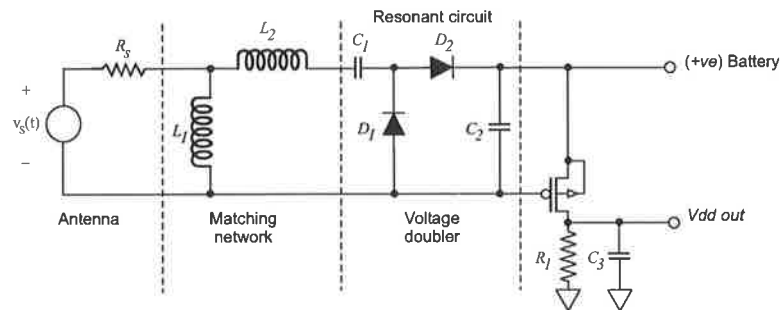 Resonant circuit
R_s
L_2
C_1
D_2
(+ve) Battery
+
v_s(t)
–
L_1
D_1
C_2
Antenna
Matching
network
Voltage
doubler
Vdd out
R_1
C_3